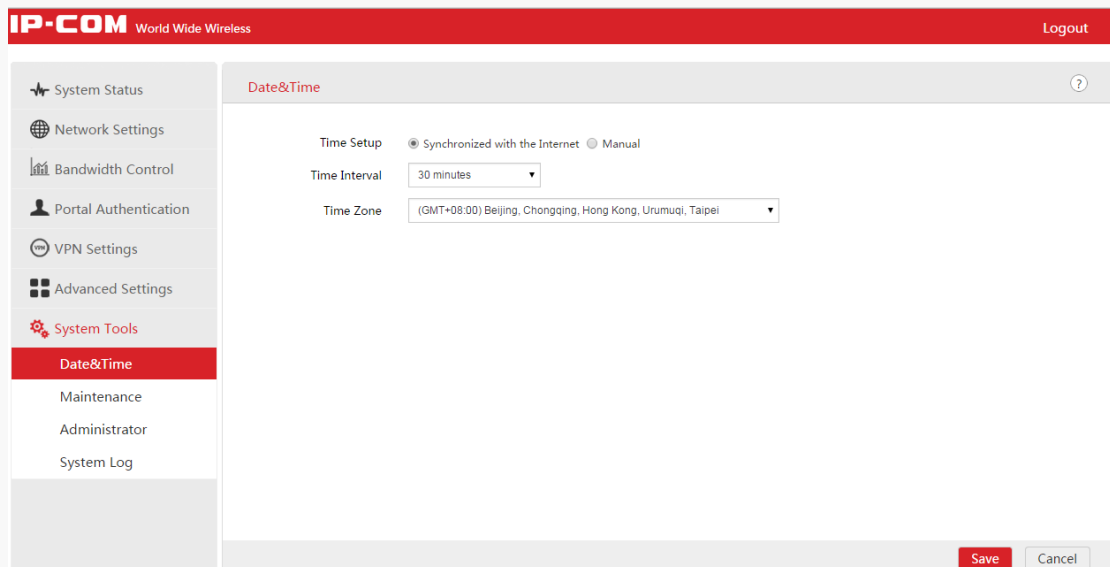 IP-COM World Wide Wireless
Logout
System Status
Network Settings
Bandwidth Control
Portal Authentication
VPN
VPN Settings
Advanced Settings
System Tools
Date&Time
Maintenance
Administrator
System Log
Date&Time
?
Time Setup Synchronized with the Internet Manual
Time Interval 30 minutes
Time Zone (GMT+08:00) Beijing, Chongqing, Hong Kong, Urumuqi, Taipei
Save Cancel